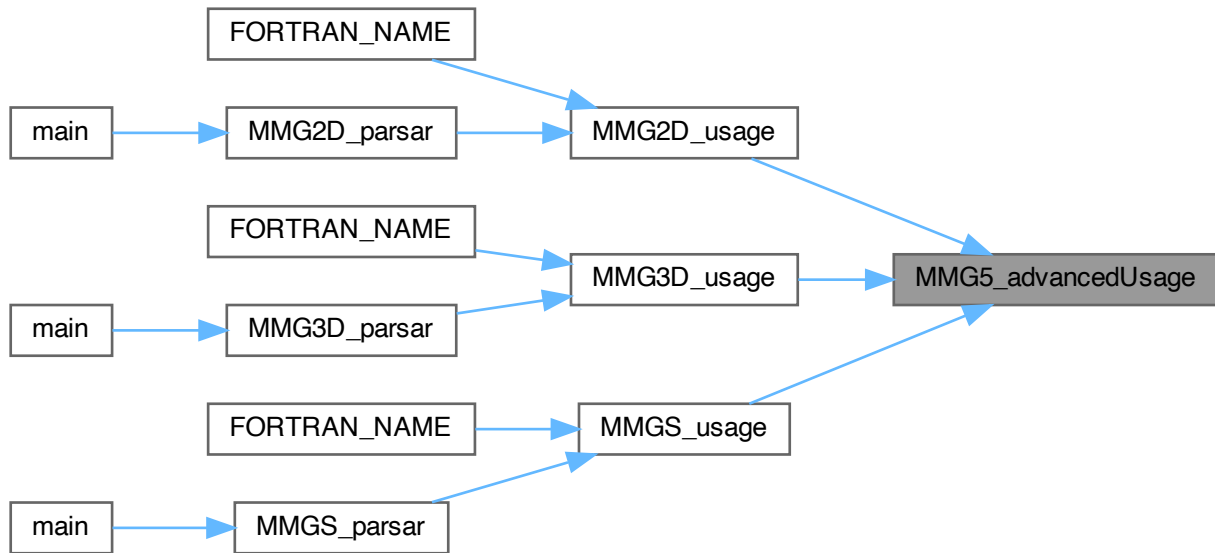 FORTRAN_NAME
main
MMG2D_parsar
MMG2D_usage
FORTRAN_NAME
MMG3D_usage
MMG5_advancedUsage
main
MMG3D_parsar
FORTRAN_NAME
MMGS_usage
main
MMGS_parsar